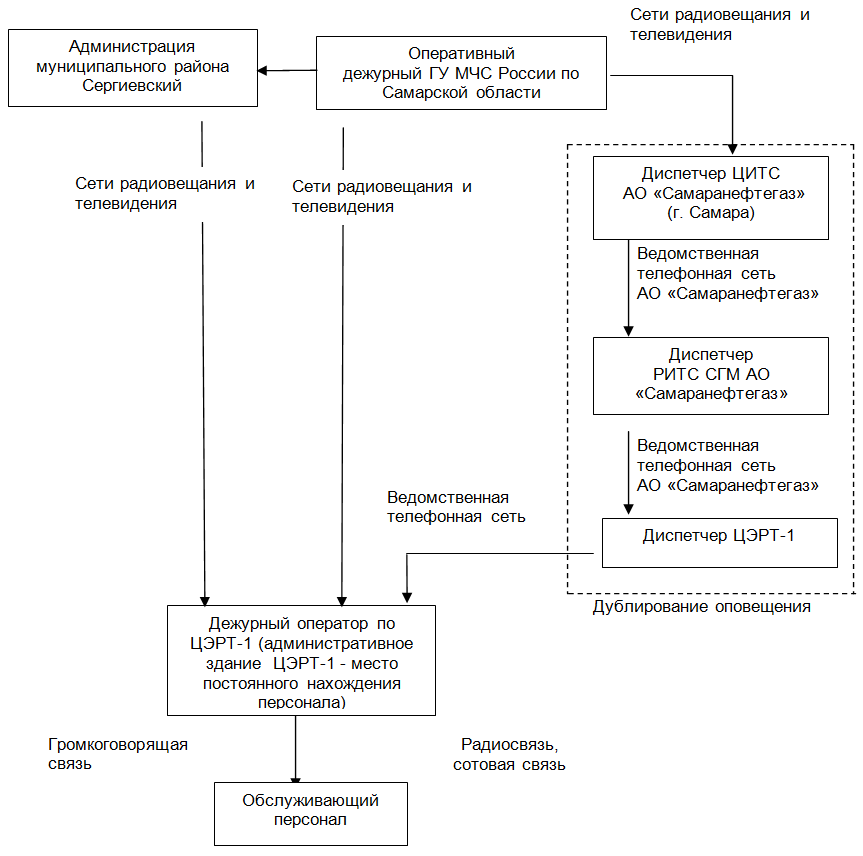 Сети радиовещания и
телевидения
Администрация
муниципального района
Сергиевский
Оперативный
дежурный ГУ МЧС России по
Самарской области
Сети радиовещания и
телевидения
Сети радиовещания и
телевидения
Диспетчер ЦИТС
АО «Самаранефтегаз»
(г. Самара)
Ведомственная
телефонная сеть
АО «Самаранефтегаз»
Диспетчер
РИТС СГМ АО
«Самаранефтегаз»
Ведомственная
телефонная сеть
АО «Самаранефтегаз»
Ведомственная
телефонная сеть
Диспетчер ЦЭРТ-1
Дублирование оповещения
Дежурный оператор по
ЦЭРТ-1 (административное
здание ЦЭРТ-1 - место
постоянного нахождения
персонала)
Громкоговорящая
связь
Радиосвязь,
сотовая связь
Обслуживающий
персонал